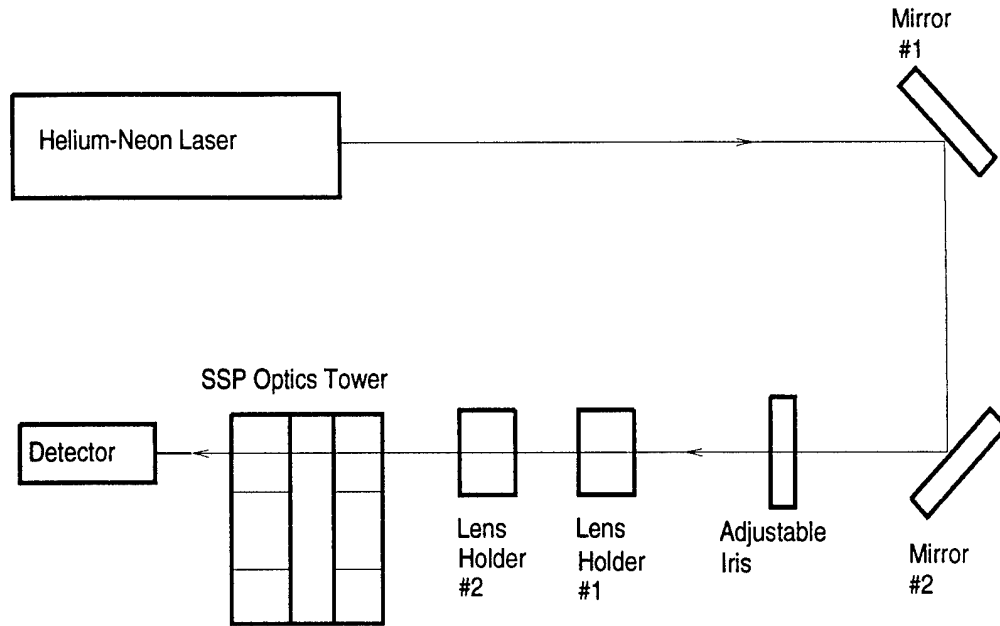 Mirror
#1
Helium-Neon Laser
SSP Optics Tower
Detector
Lens
Holder
#2
Lens
Holder
#1
Adjustable
Iris
Mirror
#2